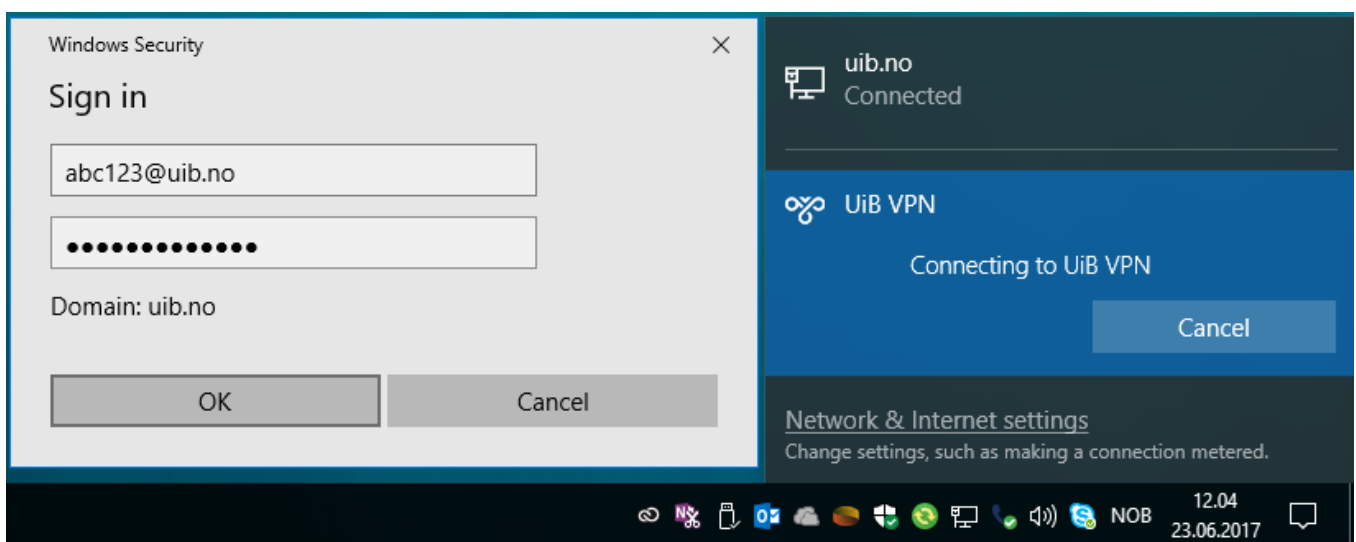 Windows Security
Sign in
abc123@uib.no
●●●●●●●●●●●●●
Domain: uib.no
OK
Cancel
uib.no
Connected
UiB VPN
Connecting to UiB VPN
Cancel
Network & Internet settings
Change settings, such as making a connection metered.
NOB
12.04
23.06.2017